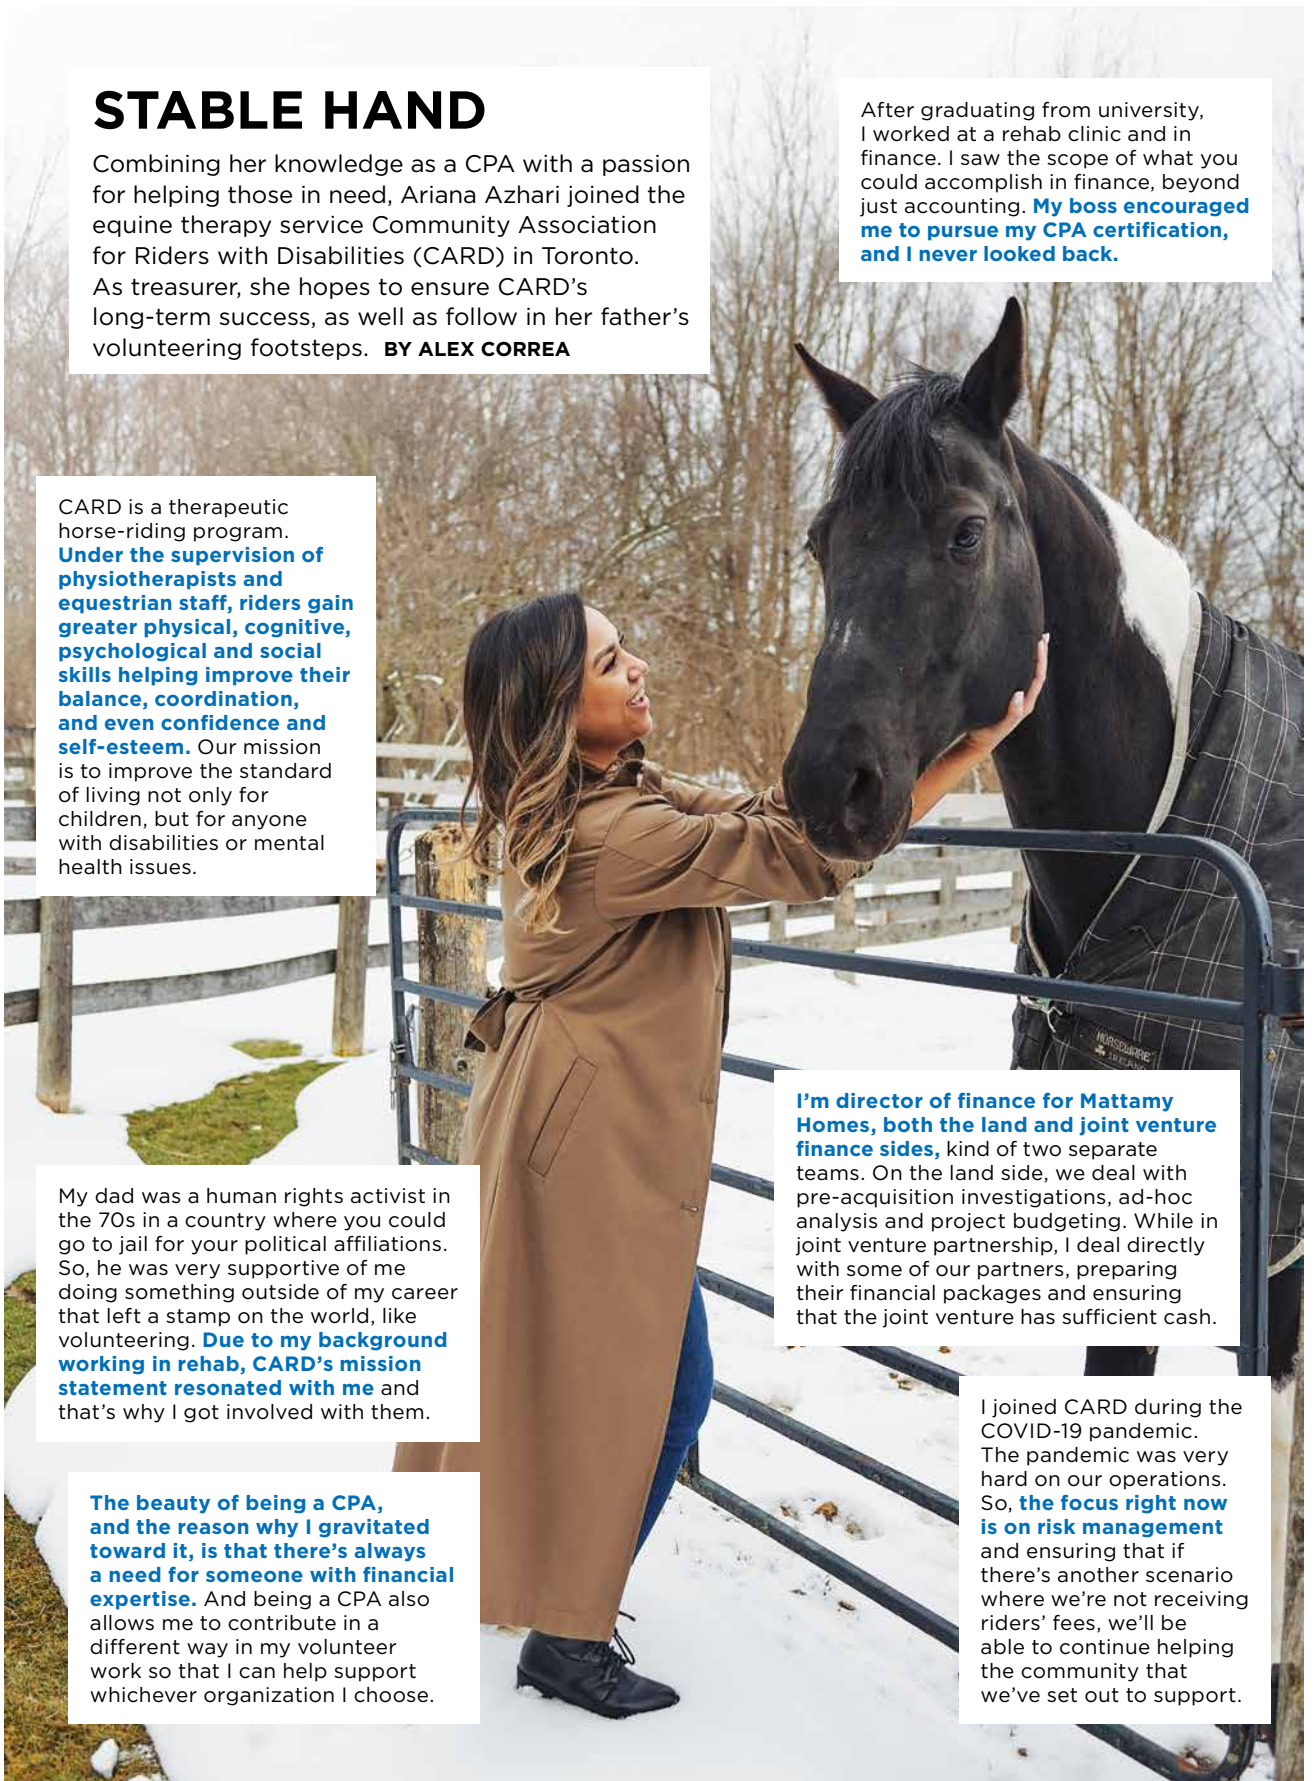 STABLE HAND
Combining her knowledge as a CPA with a passion
for helping those in need, Ariana Azhari joined the
equine therapy service Community Association
for Riders with Disabilities (CARD) in Toronto.
As treasurer, she hopes to ensure CARD’s
long-term success, as well as follow in her father’s
volunteering footsteps. BY ALEX CORREA
After graduating from university,
I worked at a rehab clinic and in
finance. I saw the scope of what you
could accomplish in finance, beyond
just accounting. My boss encouraged
me to pursue my CPA certification,
and I never looked back.
CARD is a therapeutic
horse-riding program.
Under the supervision of
physiotherapists and
equestrian staff, riders gain
greater physical, cognitive,
psychological and social
skills helping improve their
balance, coordination,
and even confidence and
self-esteem. Our mission
is to improve the standard
of living not only for
children, but for anyone
with disabilities or mental
health issues.
HORSEWARE
IRELAND
I’m director of finance for Mattamy
Homes, both the land and joint venture
finance sides, kind of two separate
teams. On the land side, we deal with
pre-acquisition investigations, ad-hoc
analysis and project budgeting. While in
joint venture partnership, I deal directly
with some of our partners, preparing
their financial packages and ensuring
that the joint venture has sufficient cash.
My dad was a human rights activist in
the 70s in a country where you could
go to jail for your political affiliations.
So, he was very supportive of me
doing something outside of my career
that left a stamp on the world, like
volunteering. Due to my background
working in rehab, CARD’s mission
statement resonated with me and
that’s why I got involved with them.
I joined CARD during the
COVID-19 pandemic.
The pandemic was very
hard on our operations.
So, the focus right now
is on risk management
and ensuring that if
there’s another scenario
where we’re not receiving
riders’ fees, we’ll be
able to continue helping
the community that
we’ve set out to support.
The beauty of being a CPA,
and the reason why I gravitated
toward it, is that there’s always
a need for someone with financial
expertise. And being a CPA also
allows me to contribute in a
different way in my volunteer
work so that I can help support
whichever organization I choose.